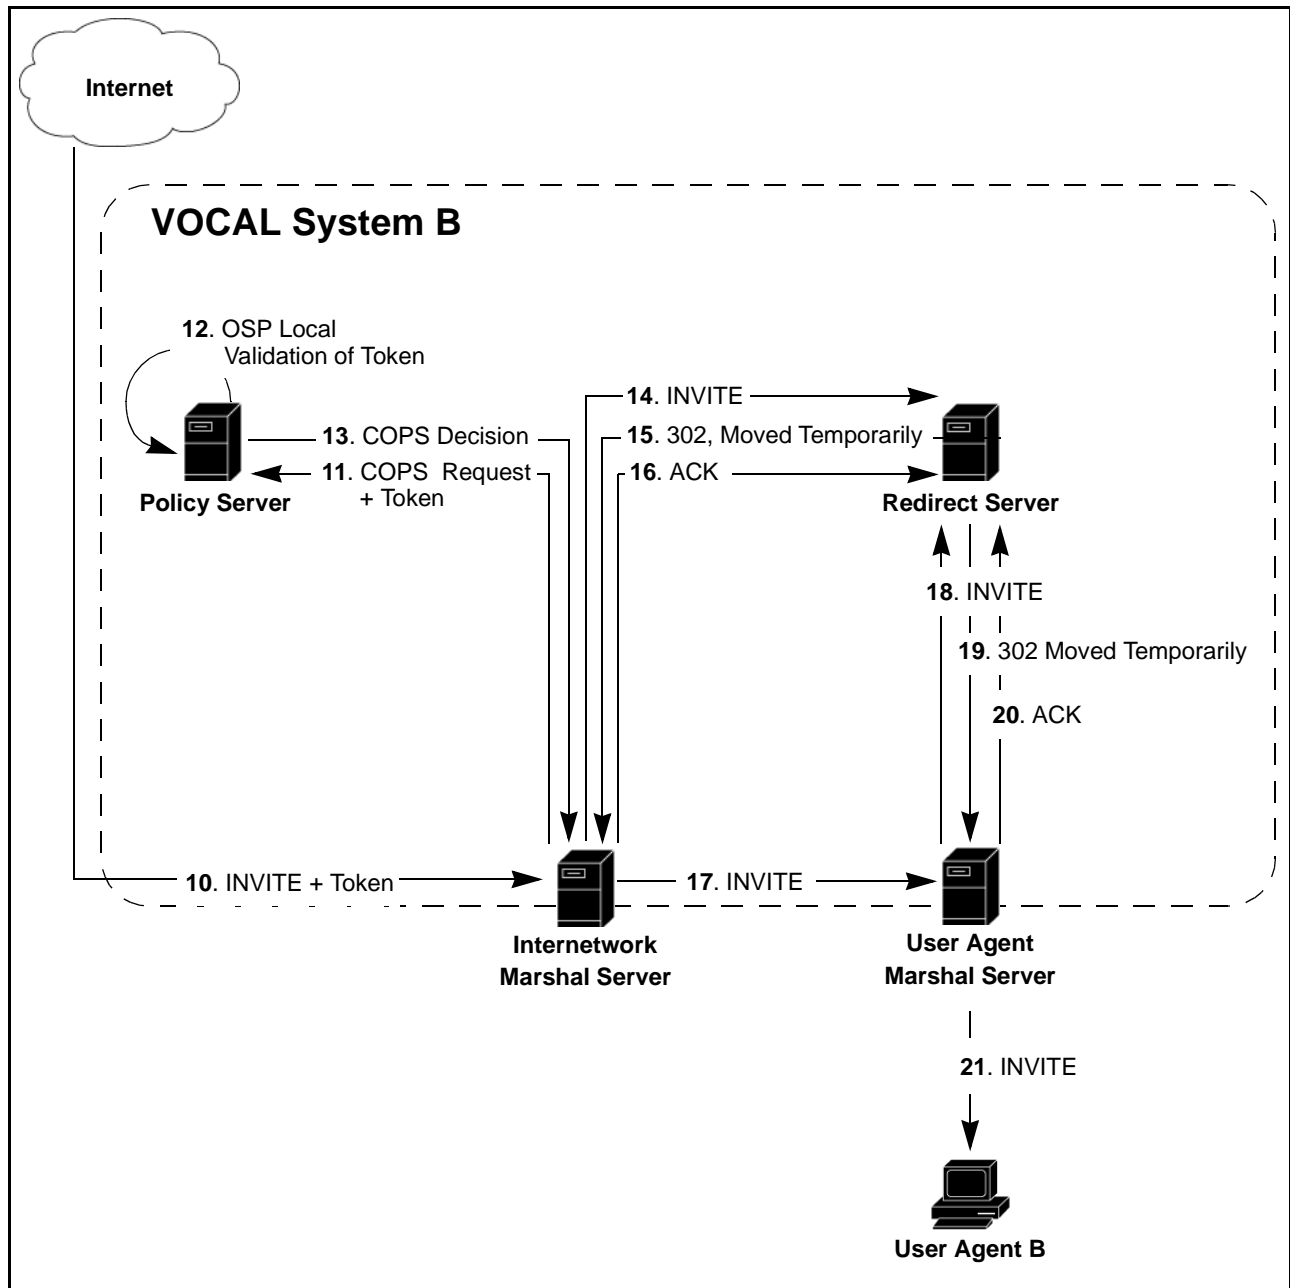 Internet
VOCAL System B
12. OSP Local
Validation of Token
14. INVITE
13. COPS Decision
15. 302, Moved Temporarily
11. COPS Request
+ Token
16. ACK
Policy Server
Redirect Server
18. INVITE
19. 302 Moved Temporarily
20. ACK
10. INVITE + Token
17. INVITE
Internetwork
Marshal Server
User Agent
Marshal Server
21. INVITE
User Agent B